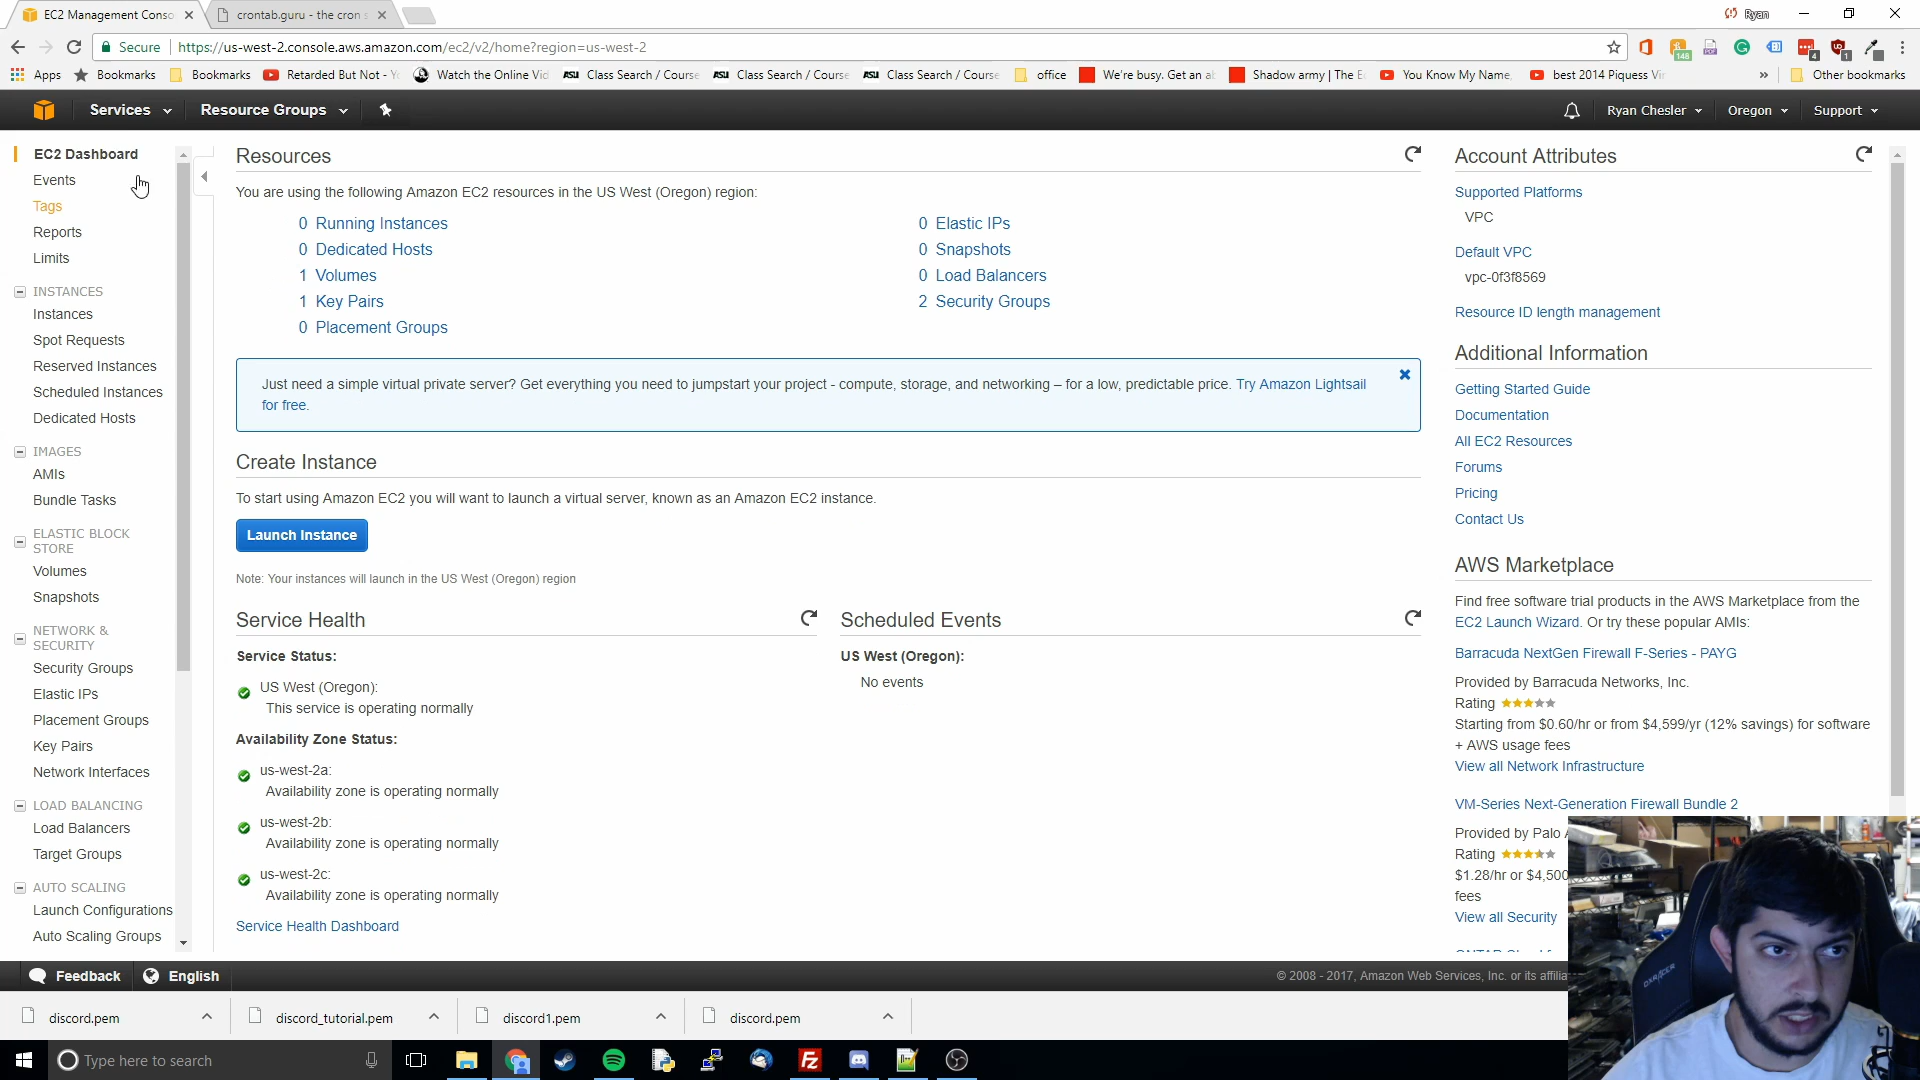 EC2 Management Conso
crontab.guru - the cron s
Ryan
Secure https://us-west-2.console.aws.amazon.com/ec2/v2/home?region=us-west-2
Apps Bookmarks Bookmarks Retarded But Not - Watch the Online Vid ASU Class Search / Course ASU Class Search / Course ASU Class Search / Course office We're busy. Get an Shadow army | The You Know My Name, best 2014 Piquess » Other bookmarks
Services Resource Groups Ryan Chesler Oregon Support
EC2 Dashboard
Events
Tags
Reports
Limits
INSTANCES
Instances
Spot Requests
Reserved Instances
Scheduled Instances
Dedicated Hosts
IMAGES
AMIs
Bundle Tasks
ELASTIC BLOCK
STORE
Volumes
Snapshots
NETWORK &
SECURITY
Security Groups
Elastic IPs
Placement Groups
Key Pairs
Network Interfaces
LOAD BALANCING
Load Balancers
Target Groups
AUTO SCALING
Launch Configurations
Auto Scaling Groups
Resources
You are using the following Amazon EC2 resources in the US West (Oregon) region:
0 Running Instances
0 Dedicated Hosts
1 Volumes
1 Key Pairs
0 Placement Groups
0 Elastic IPs
0 Snapshots
0 Load Balancers
2 Security Groups
Just need a simple virtual private server? Get everything you need to jumpstart your project - compute, storage, and networking – for a low, predictable price. Try Amazon Lightsail
for free.
Create Instance
To start using Amazon EC2 you will want to launch a virtual server, known as an Amazon EC2 instance.
Launch Instance
Note: Your instances will launch in the US West (Oregon) region
Service Health
Service Status:
US West (Oregon):
This service is operating normally
Availability Zone Status:
us-west-2a:
Availability zone is operating normally
us-west-2b:
Availability zone is operating normally
us-west-2c:
Availability zone is operating normally
Service Health Dashboard
Scheduled Events
US West (Oregon):
No events
Account Attributes
Supported Platforms
VPC
Default VPC
vpc-0f3f8569
Resource ID length management
Additional Information
Getting Started Guide
Documentation
All EC2 Resources
Forums
Pricing
Contact Us
AWS Marketplace
Find free software trial products in the AWS Marketplace from the
EC2 Launch Wizard. Or try these popular AMIs:
Barracuda NextGen Firewall F-Series - PAYG
Provided by Barracuda Networks, Inc.
Rating
Starting from $0.60/hr or from $4,599/yr (12% savings) for software
+ AWS usage fees
View all Network Infrastructure
VM-Series Next-Generation Firewall Bundle 2
Provided by Palo
Rating
$1.28/hr or $4,500
fees
View all Security
Feedback English © 2008 - 2017, Amazon Web Services, Inc. or its affilia
discord.pem discord_tutorial.pem discord1.pem discord.pem
Type here to search